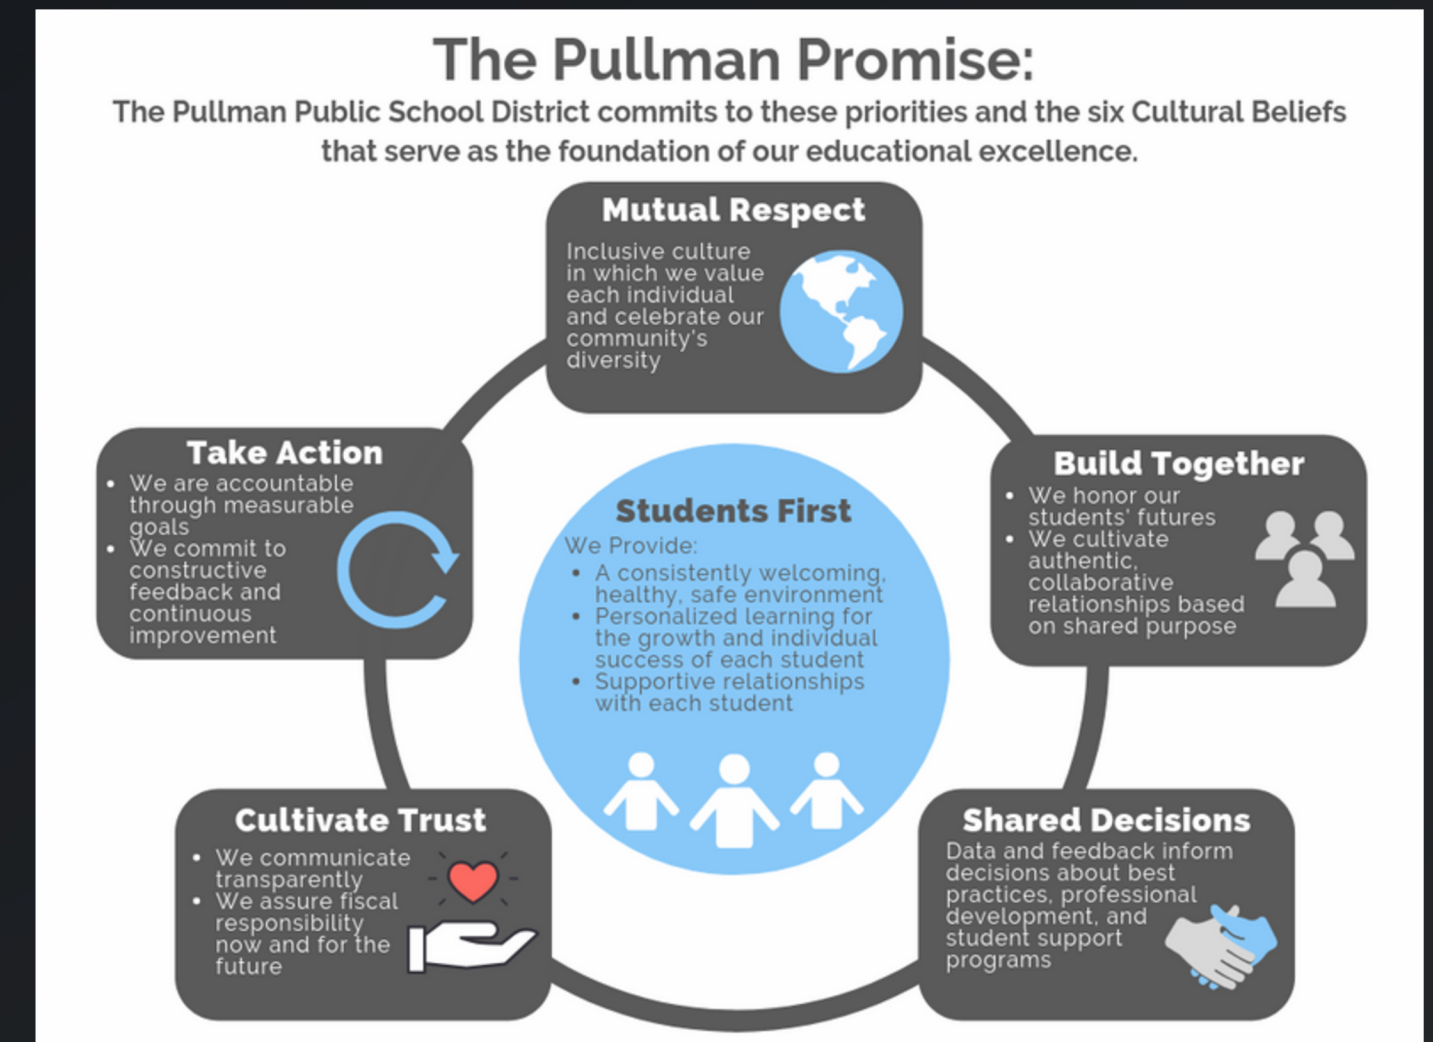 The Pullman Promise:
The Pullman Public School District commits to these priorities and the six Cultural Beliefs
that serve as the foundation of our educational excellence.
Mutual Respect
Inclusive culture
in which we value
each individual
and celebrate our
community's
diversity
Take Action
• We are accountable
through measurable
goals
• We commit to
constructive
feedback and
continuous
improvement
Students First
We Provide:
• A consistently welcoming,
healthy, safe environment
• Personalized learning for
the growth and individual
success of each student
• Supportive relationships
with each student
Build Together
• We honor our
students' futures
• We cultivate
authentic,
collaborative
relationships based
on shared purpose
Cultivate Trust
• We communicate
transparently
• We assure fiscal
responsibility
now and for the
future
Shared Decisions
Data and feedback inform
decisions about best
practices, professional
development, and
student support
programs